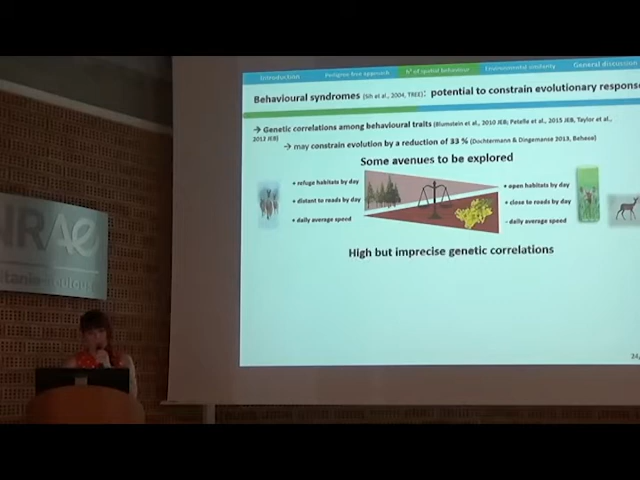 Introduction Pedigree-free approach h² of spatial behaviour Environmental similarity General discussion
Behavioural syndromes (Sih et al., 2004, TREE): potential to constrain evolutionary response
→ Genetic correlations among behavioural traits (Blumstein et al., 2010 JEB; Petelle et al., 2015 JEB, Taylor et al.,
2012 JEB)
→ may constrain evolution by a reduction of 33 % (Dochtermann & Dingemanse 2013, Behaso)
Some avenues to be explored
+ refuge habitats by day
+ distant to roads by day
+ daily average speed
+ open habitats by day
+ close to roads by day
- daily average speed
High but imprecise genetic correlations
NRAE